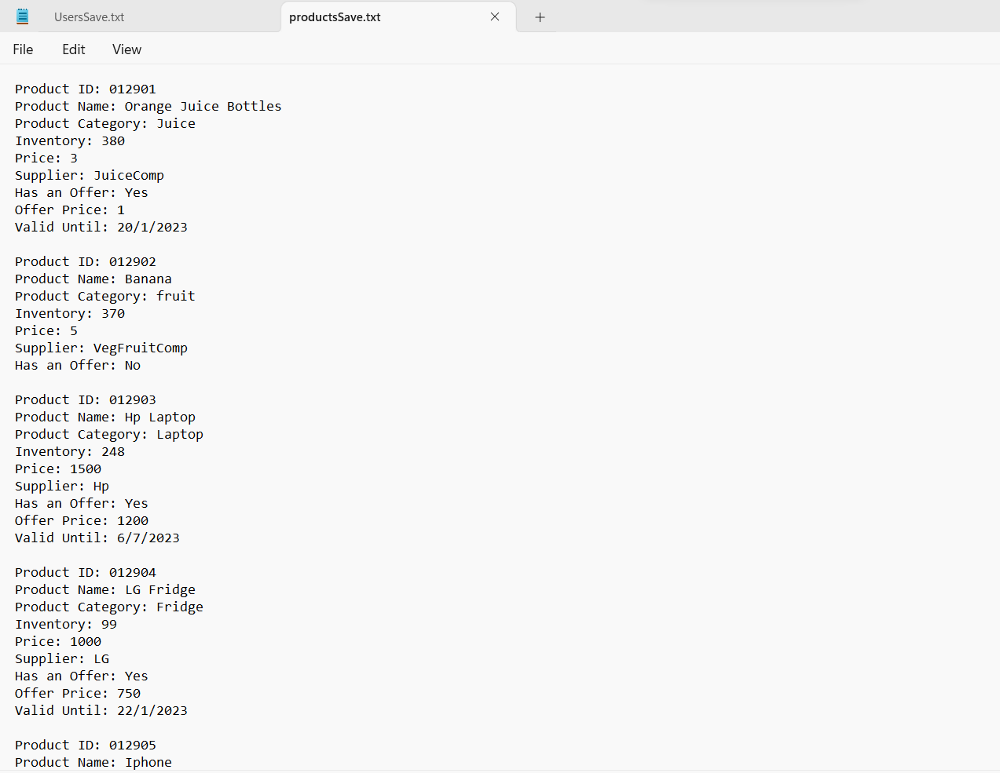 UsersSave.txt
productsSave.txt
File Edit View
Product ID: 012901
Product Name: Orange Juice Bottles
Product Category: Juice
Inventory: 380
Price: 3
Supplier: JuiceComp
Has an Offer: Yes
Offer Price: 1
Valid Until: 20/1/2023
Product ID: 012902
Product Name: Banana
Product Category: fruit
Inventory: 370
Price: 5
Supplier: VegFruitComp
Has an Offer: No
Product ID: 012903
Product Name: Hp Laptop
Product Category: Laptop
Inventory: 248
Price: 1500
Supplier: Hp
Has an Offer: Yes
Offer Price: 1200
Valid Until: 6/7/2023
Product ID: 012904
Product Name: LG Fridge
Product Category: Fridge
Inventory: 99
Price: 1000
Supplier: LG
Has an Offer: Yes
Offer Price: 750
Valid Until: 22/1/2023
Product ID: 012905
Product Name: Iphone